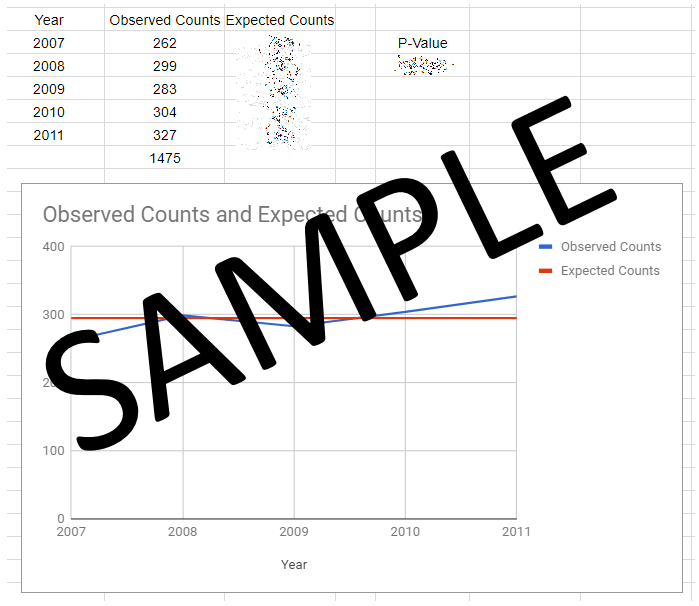 Year Observed Counts Expected Counts
2007 262 P-Value
2008 299
2009 283
2010 304
2011 327
1475
Observed Counts and Expected Counts
400
300
100
0
2007 2008 2009 2010 2011
Year
Observed Counts
Expected Counts
SAMPLE